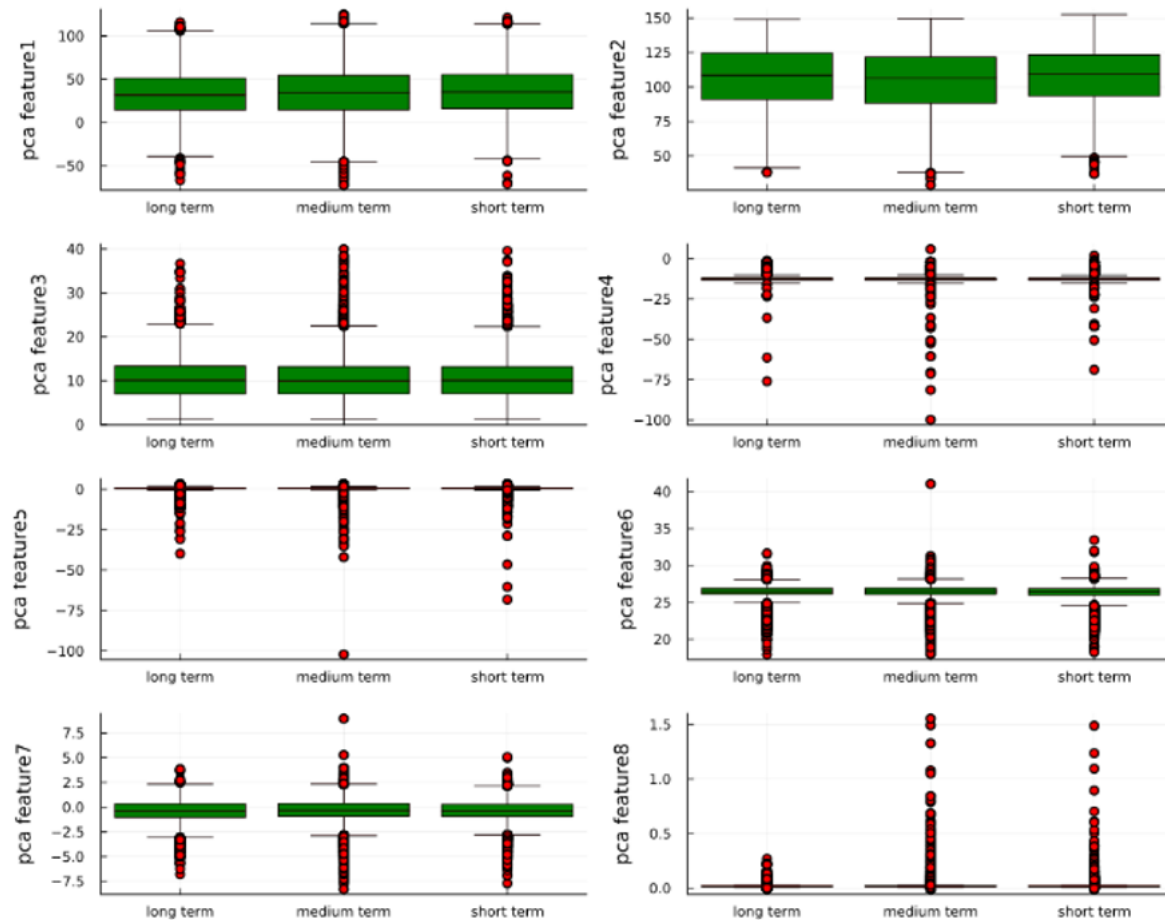 pca feature1
100
50
0
−50
long term
medium term
short term
pca feature2
150
125
100
75
50
long term
medium term
short term
pca feature3
40
30
20
10
0
long term
medium term
short term
pca feature4
0
−25
−50
−75
−100
long term
medium term
short term
pca feature5
0
−25
−50
−75
−100
long term
medium term
short term
pca feature6
40
35
30
25
20
long term
medium term
short term
pca feature7
7.5
5.0
2.5
0.0
−2.5
−5.0
−7.5
long term
medium term
short term
pca feature8
1.5
1.0
0.5
0.0
long term
medium term
short term